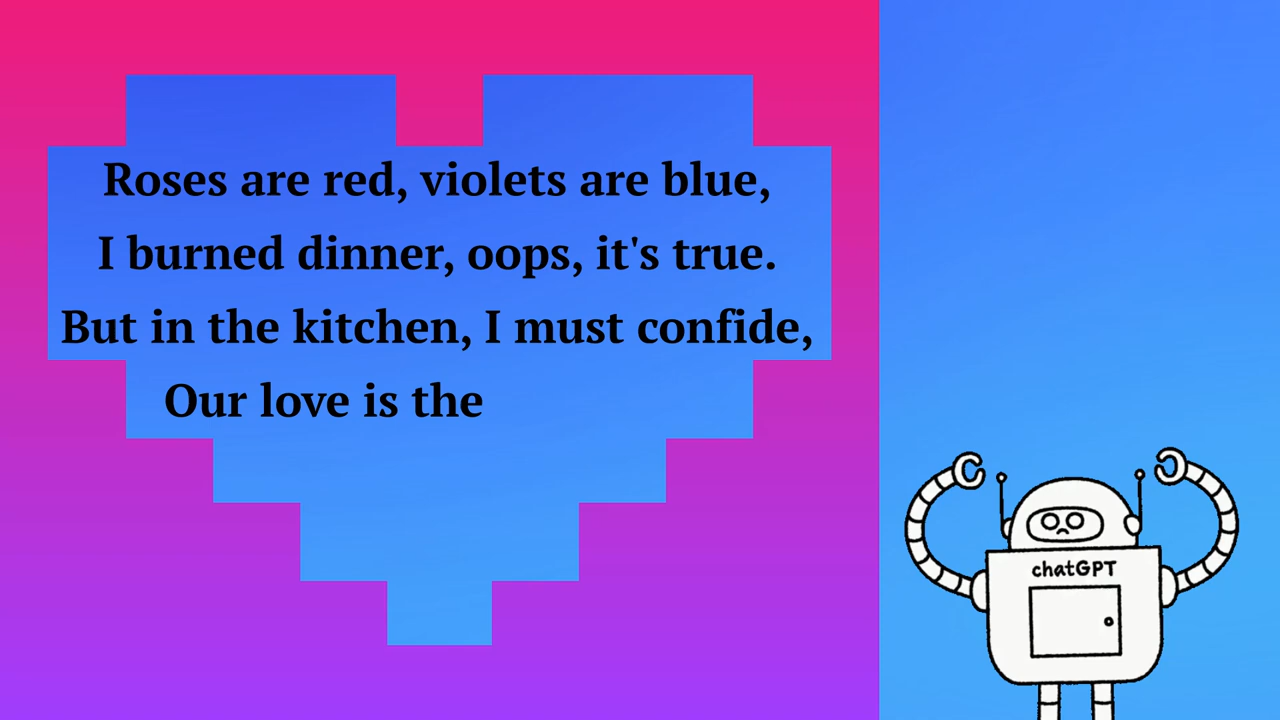 Roses are red, violets are blue,
I burned dinner, oops, it's true.
But in the kitchen, I must confide,
Our love is the
chatGPT